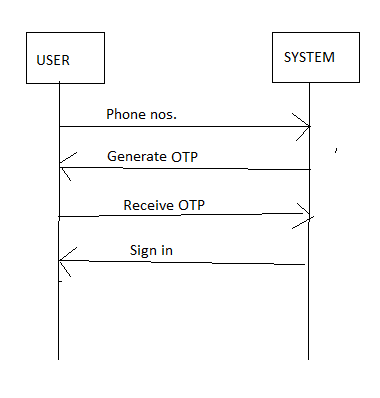 USER
SYSTEM
Phone nos.
Generate OTP
Receive OTP
Sign in